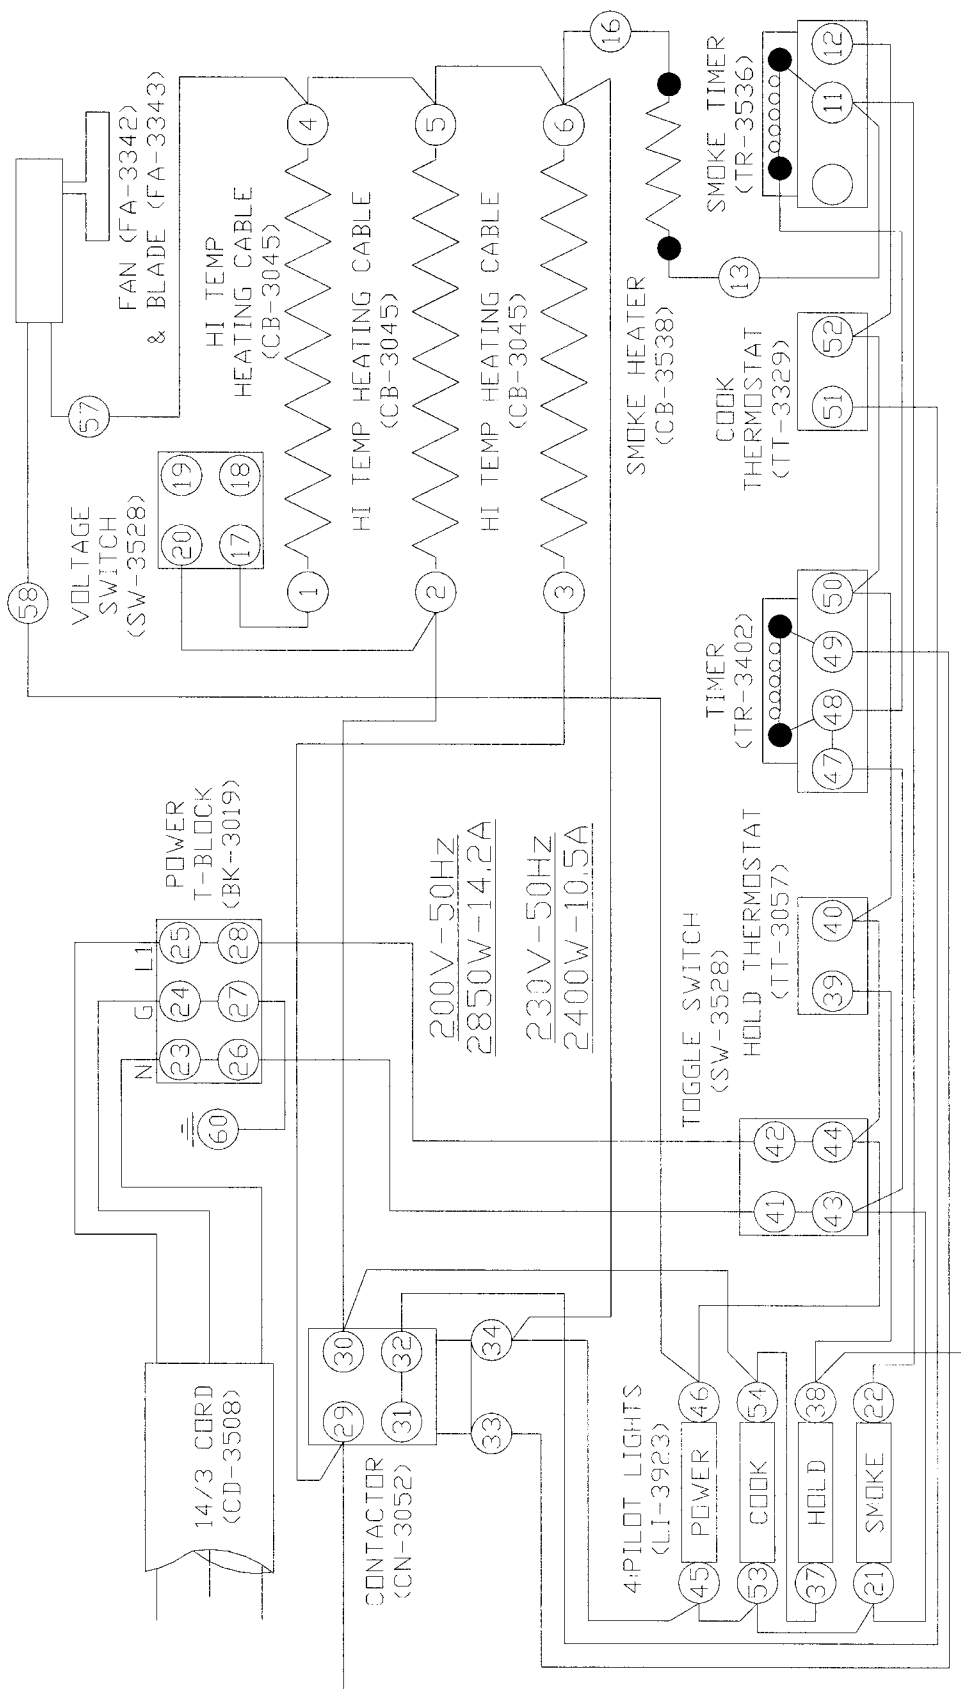 14/3 CORD
(CD-3508)
N
G
L1
23
24
25
26
27
28
60
POWER
T-BLOCK
(BK-3019)
VOLTAGE
SWITCH
(SW-3528)
20
19
17
18
58
57
FAN (FA-3342)
& BLADE (FA-3343)
HI TEMP
HEATING CABLE
(CB-3045)
1
4
HI TEMP HEATING CABLE
(CB-3045)
2
5
HI TEMP HEATING CABLE
(CB-3045)
3
6
16
CONTACTOR
(CN-3052)
29
30
31
32
33
34
200V-50Hz
2850W-14.2A
230V-50Hz
2400W-10.5A
SMOKE HEATER
(CB-3538)
13
4:PILOT LIGHTS
(LI-3923)
45
POWER
46
53
COOK
54
37
HOLD
38
21
SMOKE
22
TOGGLE SWITCH
(SW-3528)
41
42
43
44
HOLD THERMOSTAT
(TT-3057)
39
40
TIMER
(TR-3402)
47
48
49
50
COOK
THERMOSTAT
(TT-3329)
51
52
SMOKE TIMER
(TR-3536)
11
12